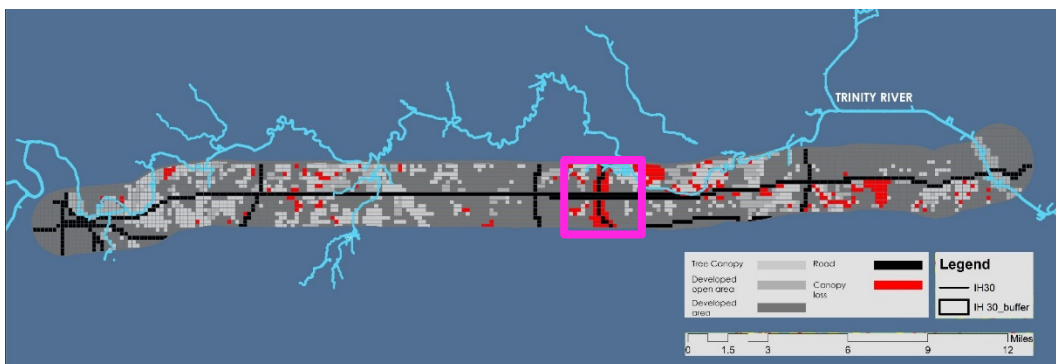 TRINITY RIVER
Tree Canopy
Developed open area
Developed area
Road
Canopy loss
Legend
IH30
IH 30_buffer
Miles
0 1.5 3 6 9 12